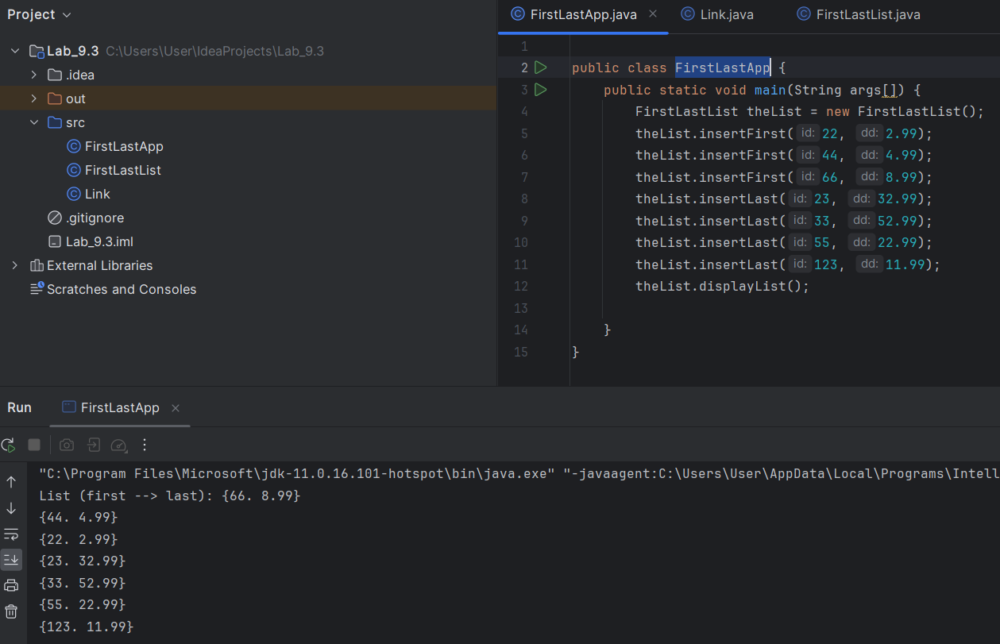 Project
Lab_9.3 C:\Users\User\IdeaProjects\Lab_9.3
.idea
out
src
FirstLastApp
FirstLastList
Link
.gitignore
Lab_9.3.iml
External Libraries
Scratches and Consoles
FirstLastApp.java Link.java FirstLastList.java
1
2 public class FirstLastApp {
3 public static void main(String args[]) {
4 FirstLastList theList = new FirstLastList();
5 theList.insertFirst( id: 22, dd: 2.99);
6 theList.insertFirst( id: 44, dd: 4.99);
7 theList.insertFirst( id: 66, dd: 8.99);
8 theList.insertLast( id: 23, dd: 32.99);
9 theList.insertLast( id: 33, dd: 52.99);
10 theList.insertLast( id: 55, dd: 22.99);
11 theList.insertLast( id: 123, dd: 11.99);
12 theList.displayList();
13
14 }
15 }
Run FirstLastApp
"C:\Program Files\Microsoft\jdk-11.0.16.101-hotspot\bin\java.exe" "-javaagent:C:\Users\User\AppData\Local\Programs\Intell
List (first --> last): {66. 8.99}
{44. 4.99}
{22. 2.99}
{23. 32.99}
{33. 52.99}
{55. 22.99}
{123. 11.99}